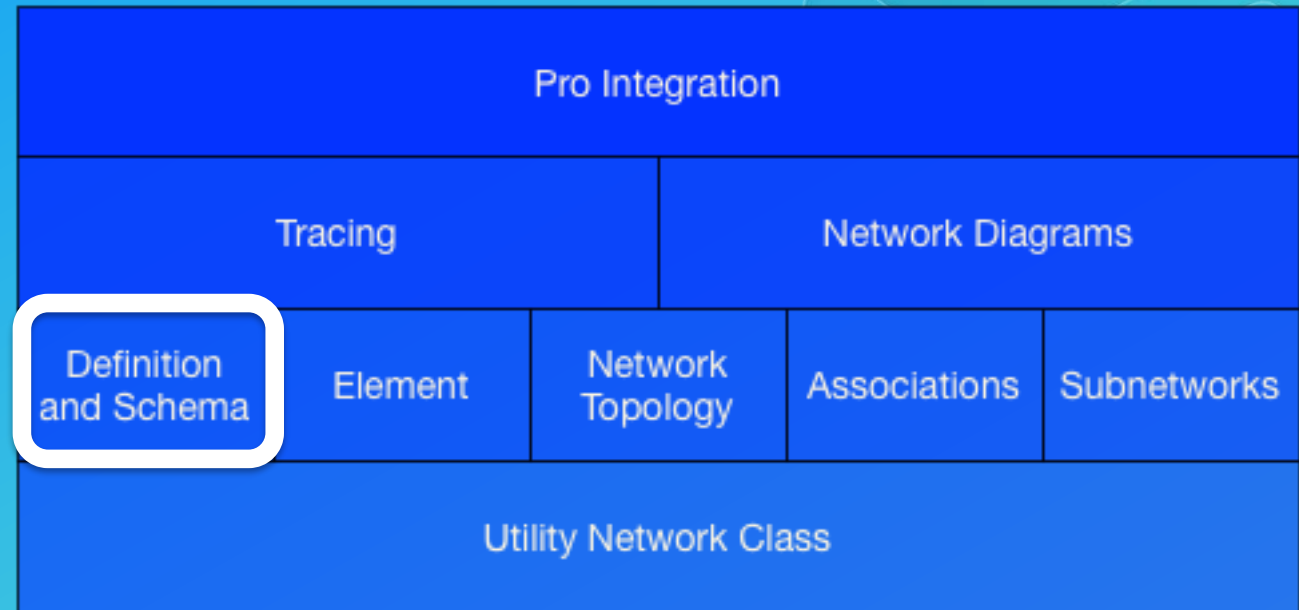 Pro Integration
Tracing
Network Diagrams
Definition
and Schema
Element
Network
Topology
Associations
Subnetworks
Utility Network Class